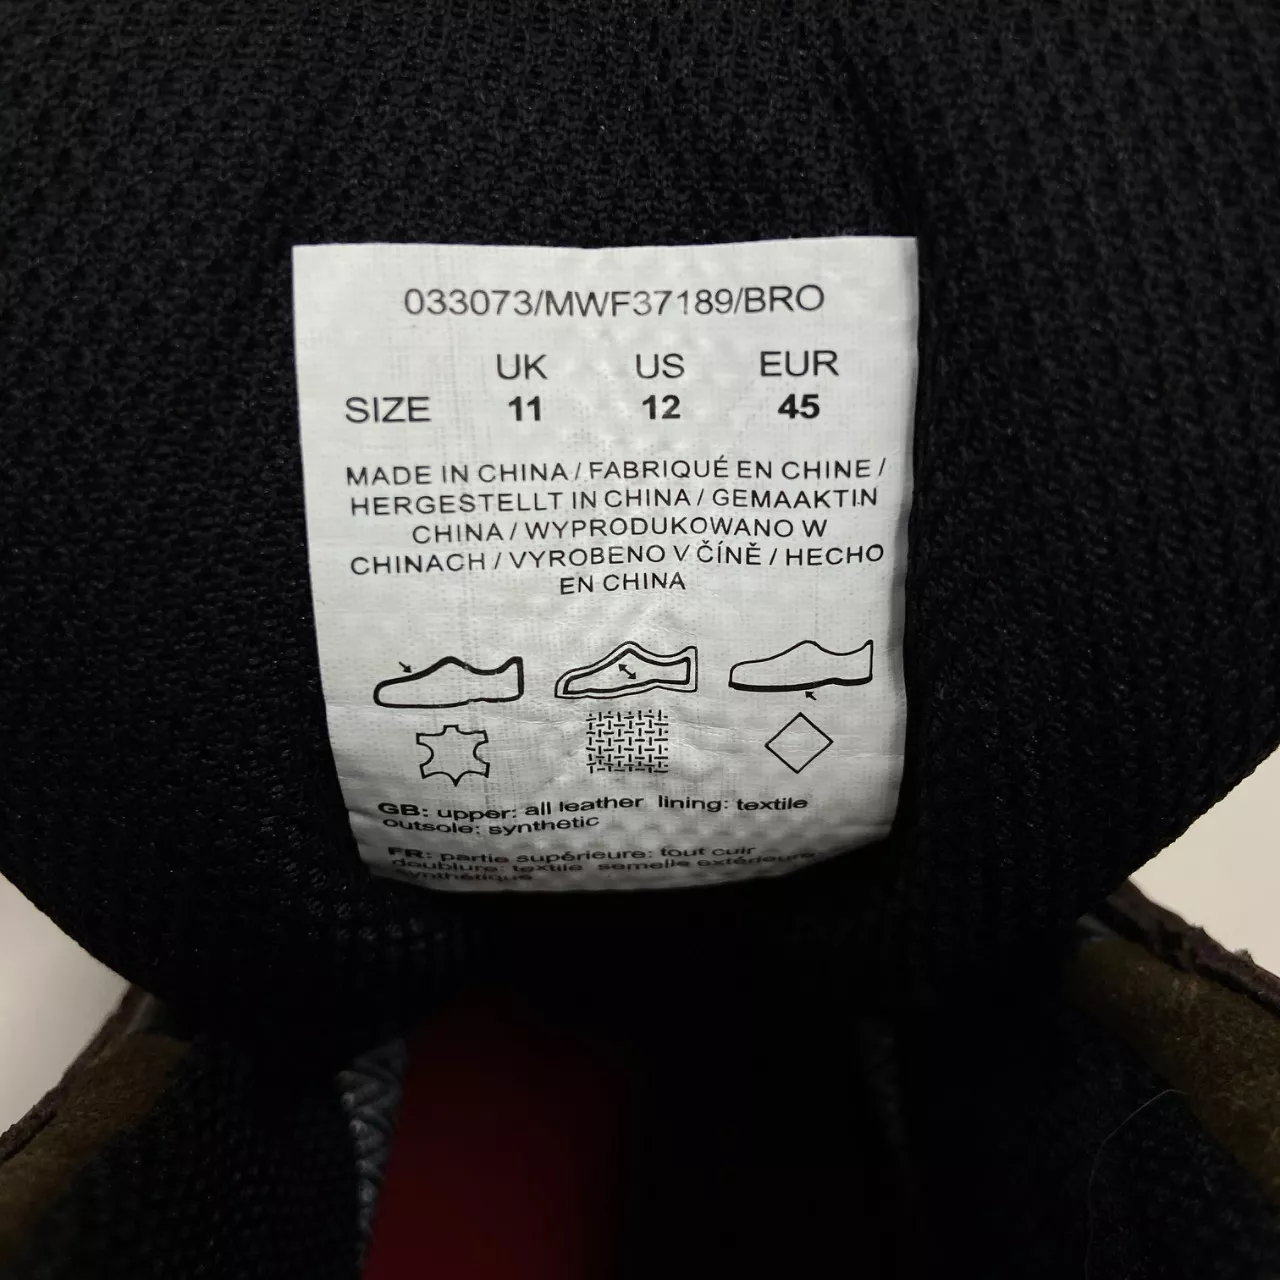 033073/MWF37189/BRO
UK US EUR
SIZE 11 12 45
MADE IN CHINA / FABRIQUÉ EN CHINE /
HERGESTELLT IN CHINA / GEMAAKT IN
CHINA / WYPRODUKOWANO W
CHINACH / VYROBENO V ČÍNĚ / HECHO
EN CHINA
GB: upper: all leather lining: textile
outsole: synthetic
FR: partie supérieure: tout cuir
doublure: textile semelle extérieure
synthétique